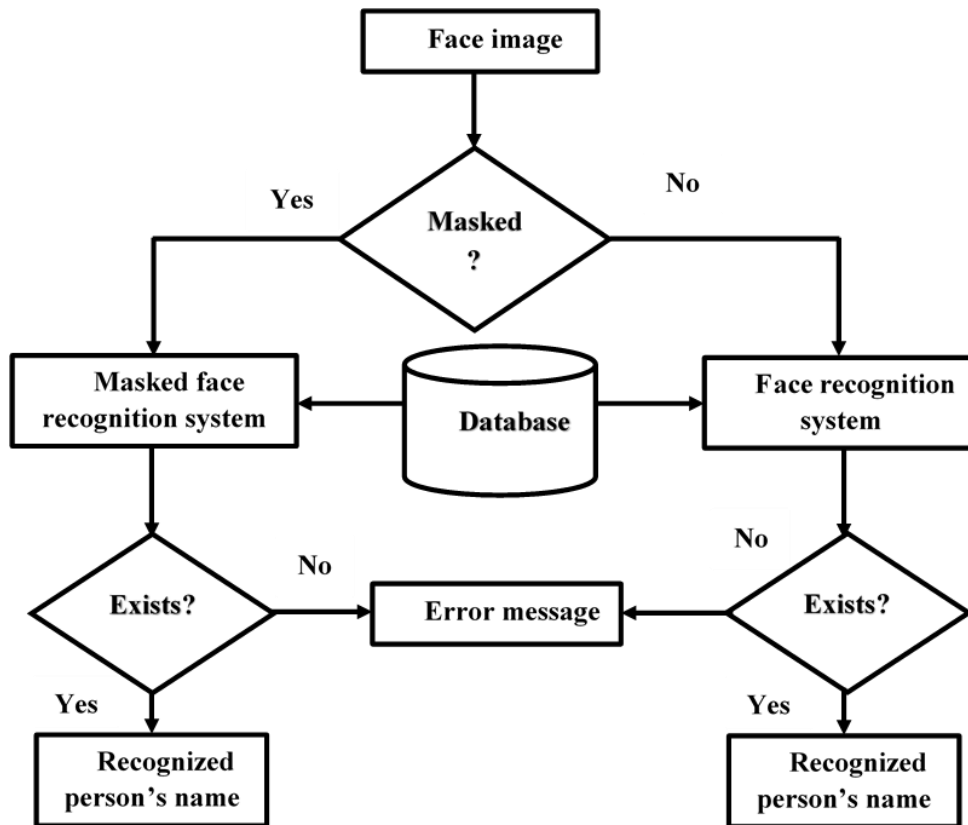 Face image
Yes
No
Masked
?
Masked face
recognition system
Database
Face recognition
system
Exists?
No
Error message
No
Exists?
Yes
Yes
Recognized
person’s name
Recognized
person’s name